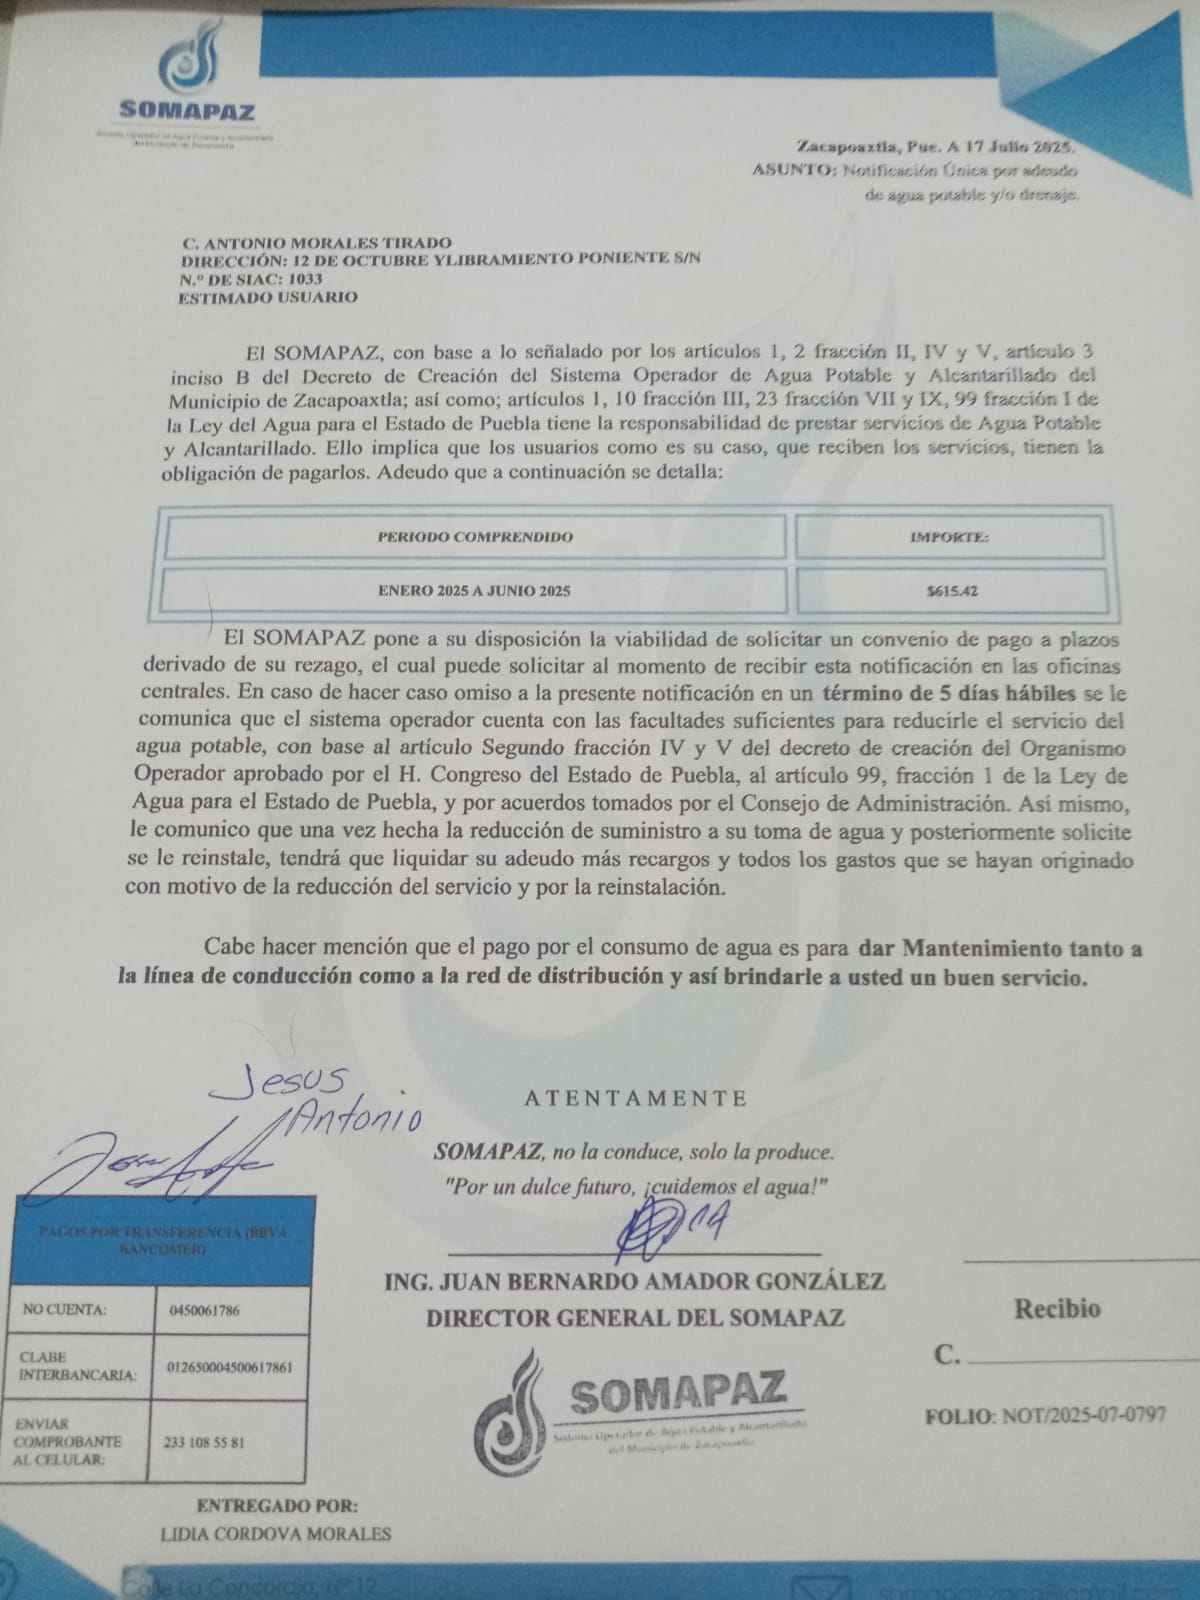 SOMAPAZ
Zacapoaxtla, Pue. A 17 Julio 2025.
ASUNTO: Notificación Única por adeudo
de agua potable y/o drenaje.
C. ANTONIO MORALES TIRADO
DIRECCIÓN: 12 DE OCTUBRE YLIBRAMIENTO PONIENTE S/N
N.º DE SIAC: 1033
ESTIMADO USUARIO
El SOMAPAZ, con base a lo señalado por los artículos 1, 2 fracción II, IV y V, artículo 3
inciso B del Decreto de Creación del Sistema Operador de Agua Potable y Alcantarillado del
Municipio de Zacapoaxtla; así como; artículos 1, 10 fracción III, 23 fracción VII y IX, 99 fracción I de
la Ley del Agua para el Estado de Puebla tiene la responsabilidad de prestar servicios de Agua Potable
y Alcantarillado. Ello implica que los usuarios como es su caso, que reciben los servicios, tienen la
obligación de pagarlos. Adeudo que a continuación se detalla:
PERIODO COMPRENDIDO IMPORTE:
ENERO 2025 A JUNIO 2025 $615.42
El SOMAPAZ pone a su disposición la viabilidad de solicitar un convenio de pago a plazos
derivado de su rezago, el cual puede solicitar al momento de recibir esta notificación en las oficinas
centrales. En caso de hacer caso omiso a la presente notificación en un término de 5 días hábiles se le
comunica que el sistema operador cuenta con las facultades suficientes para reducirle el servicio del
agua potable, con base al artículo Segundo fracción IV y V del decreto de creación del Organismo
Operador aprobado por el H. Congreso del Estado de Puebla, al artículo 99, fracción 1 de la Ley de
Agua para el Estado de Puebla, y por acuerdos tomados por el Consejo de Administración. Así mismo,
le comunico que una vez hecha la reducción de suministro a su toma de agua y posteriormente solicite
se le reinstale, tendrá que liquidar su adeudo más recargos y todos los gastos que se hayan originado
con motivo de la reducción del servicio y por la reinstalación.
Cabe hacer mención que el pago por el consumo de agua es para dar Mantenimiento tanto a
la línea de conducción como a la red de distribución y así brindarle a usted un buen servicio.
Jesus
Antonio
ATENTAMENTE
SOMAPAZ, no la conduce, solo la produce.
"Por un dulce futuro, ¡cuidemos el agua!"
ING. JUAN BERNARDO AMADOR GONZÁLEZ
DIRECTOR GENERAL DEL SOMAPAZ
SOMAPAZ
Sistema Operador de Agua Potable y Alcantarillado
del Municipio de Zacapoaxtla
PAGOS POR TRANSFERENCIA (BBVA
BANCOMER)
NO CUENTA: 0450061786
CLABE
INTERBANCARIA: 012650004500617861
ENVIAR
COMPROBANTE
AL CELULAR: 233 108 55 81
Recibio
C.
FOLIO: NOT/2025-07-0797
ENTREGADO POR:
LIDIA CORDOVA MORALES
Calle La Concordia, N° 12